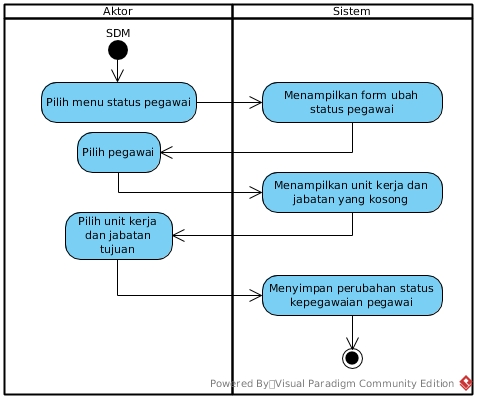 Aktor
Sistem
SDM
Pilih menu status pegawai
Menampilkan form ubah
status pegawai
Pilih pegawai
Menampilkan unit kerja dan
jabatan yang kosong
Pilih unit kerja
dan jabatan
tujuan
Menyimpan perubahan status
kepegawaian pegawai
Powered By Visual Paradigm Community Edition